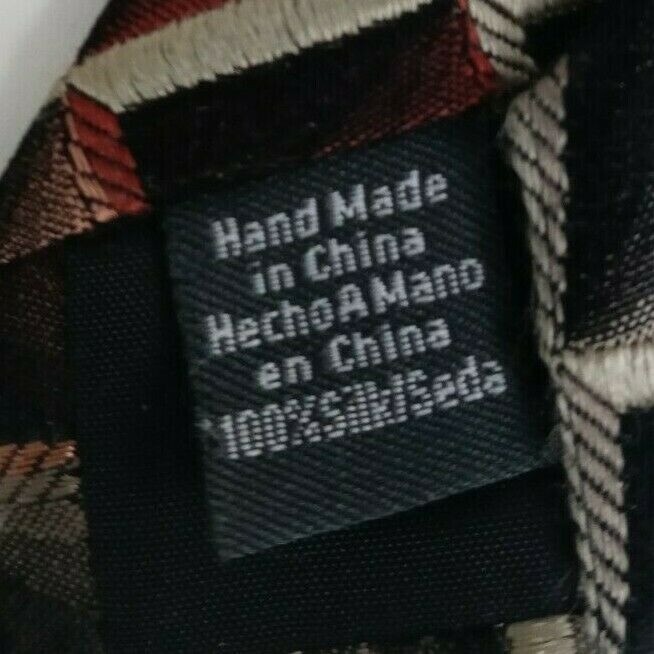 Hand Made
in China
Hecho A Mano
en China
100%Silk/Seda